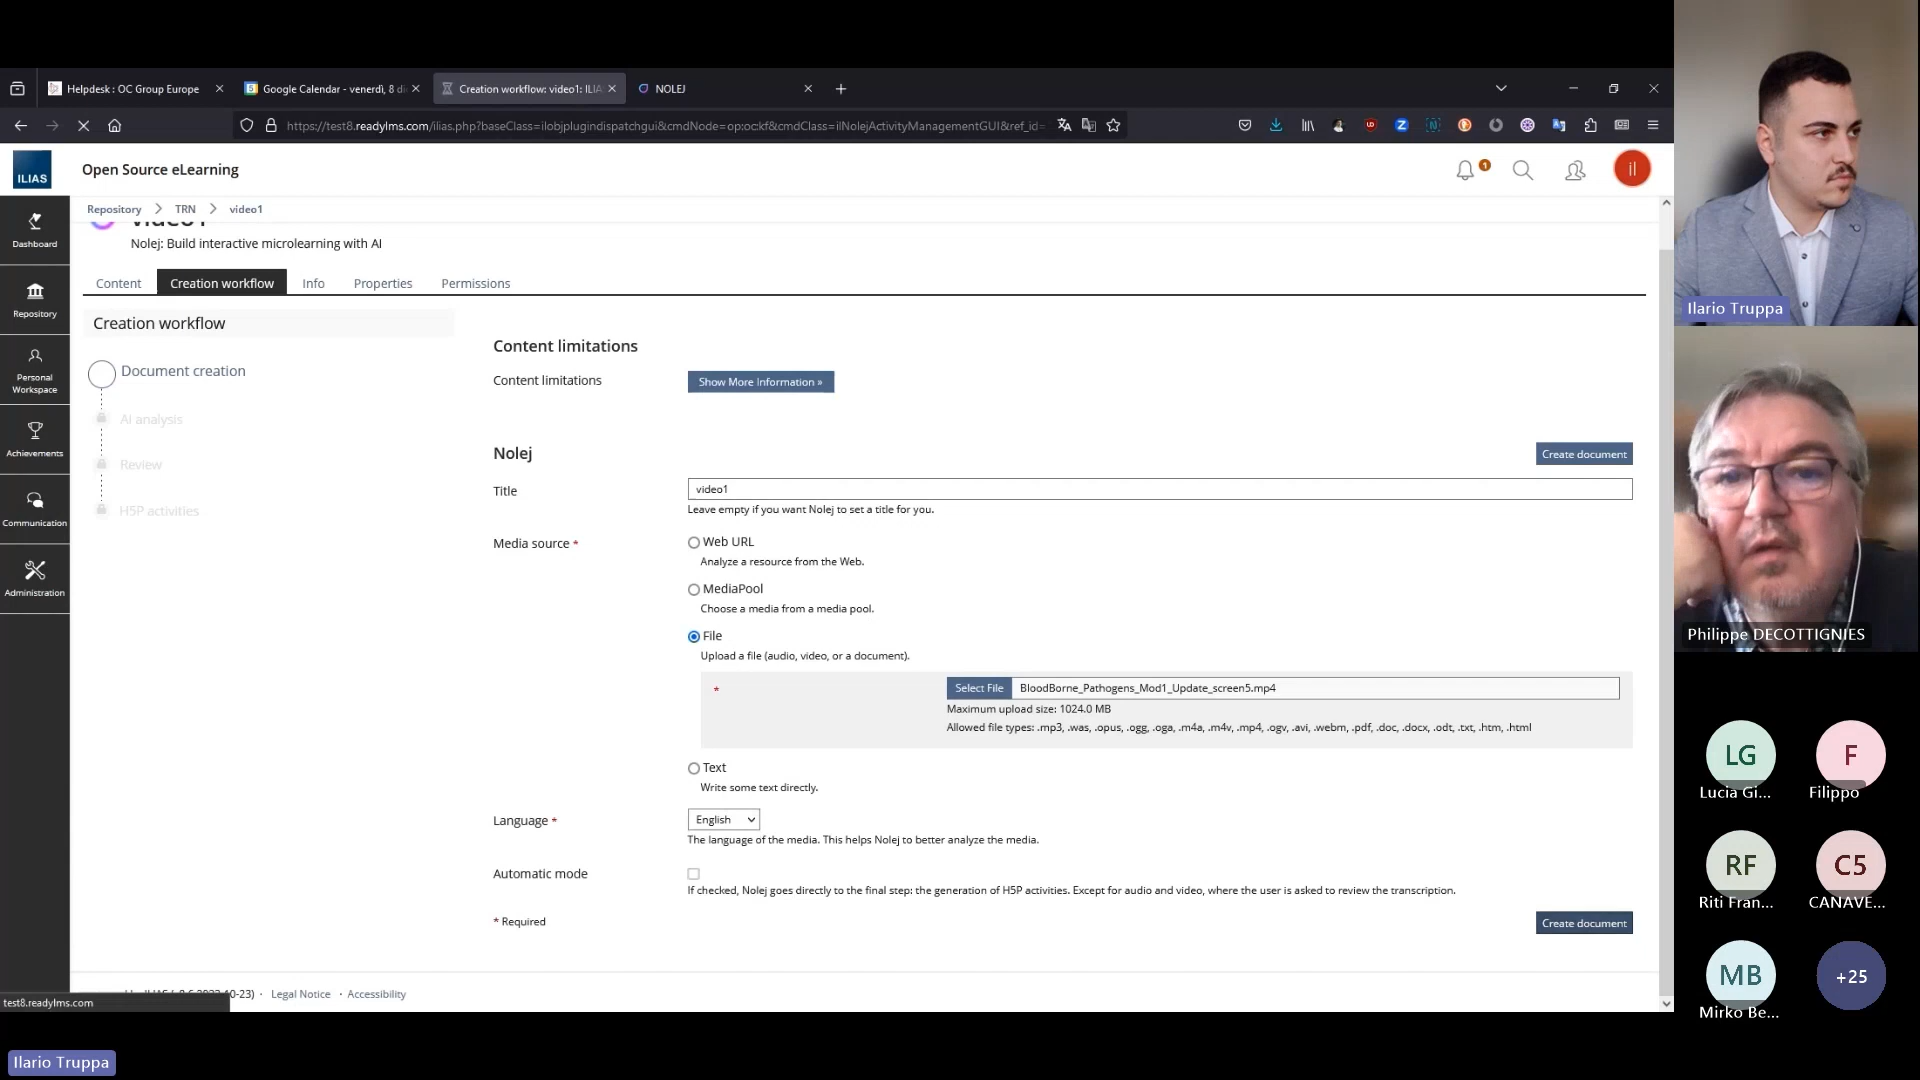 Helpdesk : OC Group Europe
Google Calendar - venerdì, 8 di
Creation workflow: video1: ILIA
NOLEJ
https://test8.readylms.com/ilias.php?baseClass=ilobjplugindispatchgui&cmdNode=op:oc:kf&cmdClass=ilNolejActivityManagementGUI&ref_id=
ILIAS
Open Source eLearning
1
il
Repository
TRN
video1
video1
Nolej: Build interactive microlearning with AI
Dashboard
Repository
Personal Workspace
Achievements
Communication
Administration
Content
Creation workflow
Info
Properties
Permissions
Creation workflow
Document creation
AI analysis
Review
H5P activities
Content limitations
Content limitations
Show More Information »
Nolej
Create document
Title
video1
Leave empty if you want Nolej to set a title for you.
Media source *
Web URL
Analyze a resource from the Web.
MediaPool
Choose a media from a media pool.
File
Upload a file (audio, video, or a document).
*
Select File
BloodBorne_Pathogens_Mod1_Update_screen5.mp4
Maximum upload size: 1024.0 MB
Allowed file types: .mp3, .was, .opus, .ogg, .oga, .m4a, .m4v, .mp4, .ogv, .avi, .webm, .pdf, .doc, .docx, .odt, .txt, .htm, .html
Text
Write some text directly.
Language *
English
The language of the media. This helps Nolej to better analyze the media.
Automatic mode
If checked, Nolej goes directly to the final step: the generation of H5P activities. Except for audio and video, where the user is asked to review the transcription.
* Required
Create document
Legal Notice
Accessibility
test8.readylms.com
Ilario Truppa
Ilario Truppa
Philippe DECOTTIGNIES
LG
Lucia Gi...
F
Filippo
RF
Riti Fran...
C5
CANAVE...
MB
Mirko Be...
+25